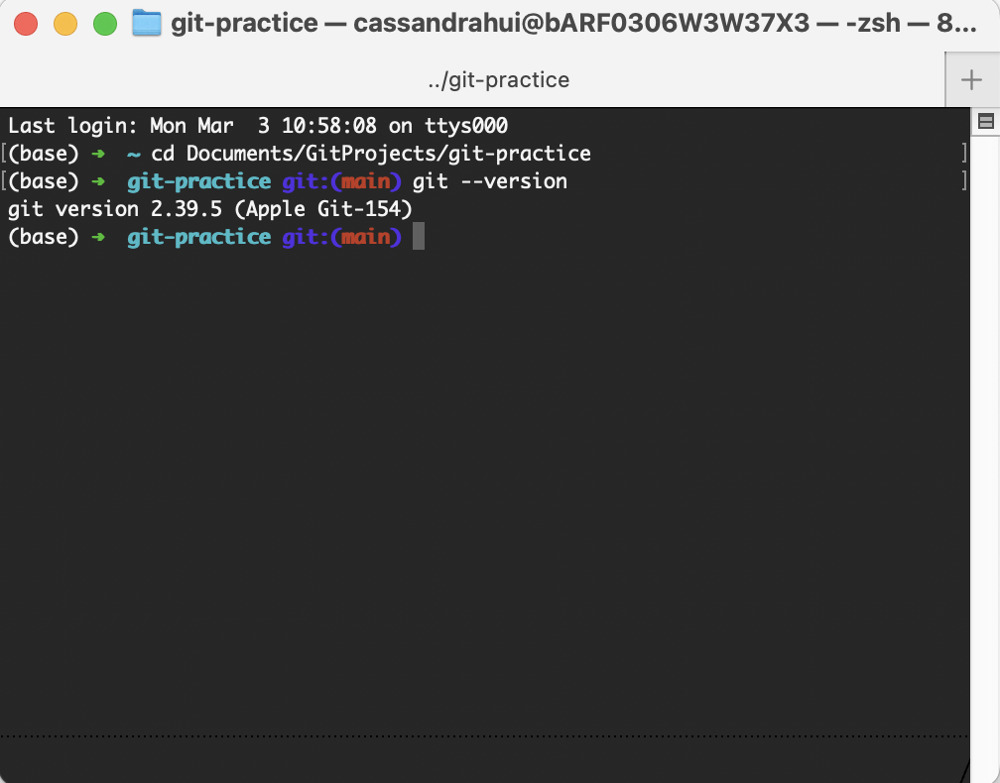 git-practice — cassandrahui@bARF0306W3W37X3 — -zsh — 8...
../git-practice
Last login: Mon Mar  3 10:58:08 on ttys000
[(base) ➜  ~ cd Documents/GitProjects/git-practice ]
[(base) ➜  git-practice git:(main) git --version ]
git version 2.39.5 (Apple Git-154)
(base) ➜  git-practice git:(main)